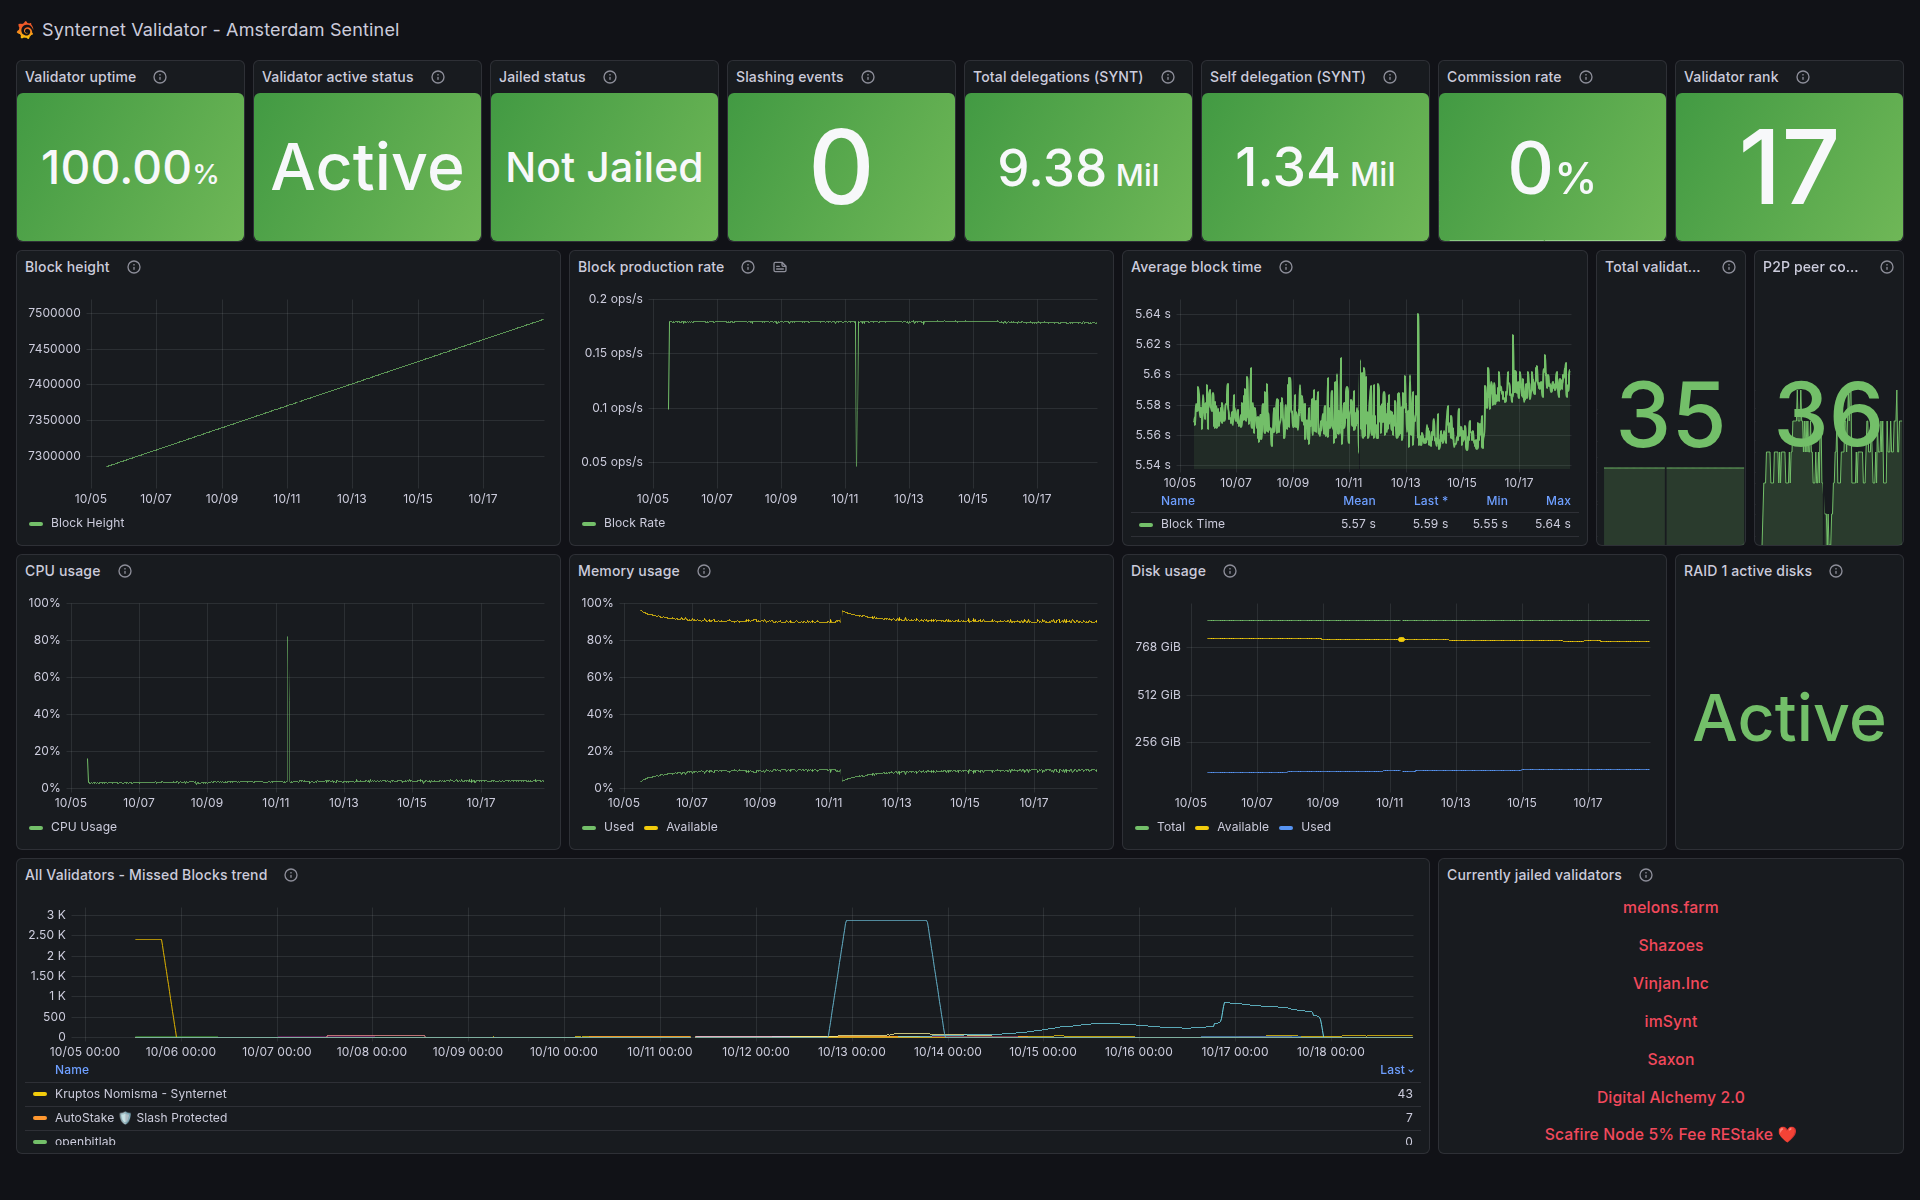 Synternet Validator - Amsterdam Sentinel
Validator uptime
Validator active status
Jailed status
Slashing events
Total delegations (SYNT)
Self delegation (SYNT)
Commission rate
Validator rank
100.00%
Active
Not Jailed
0
9.38 Mil
1.34 Mil
0%
17
Block height
7500000
7450000
7400000
7350000
7300000
10/05 10/07 10/09 10/11 10/13 10/15 10/17
Block Height
Block production rate
0.2 ops/s
0.15 ops/s
0.1 ops/s
0.05 ops/s
10/05 10/07 10/09 10/11 10/13 10/15 10/17
Block Rate
Average block time
5.64 s
5.62 s
5.6 s
5.58 s
5.56 s
5.54 s
10/05 10/07 10/09 10/11 10/13 10/15 10/17
Name Mean Last * Min Max
Block Time 5.57 s 5.59 s 5.55 s 5.64 s
Total validat...
35
P2P peer co...
36
CPU usage
100%
80%
60%
40%
20%
0%
10/05 10/07 10/09 10/11 10/13 10/15 10/17
CPU Usage
Memory usage
100%
80%
60%
40%
20%
0%
10/05 10/07 10/09 10/11 10/13 10/15 10/17
Used Available
Disk usage
768 GiB
512 GiB
256 GiB
10/05 10/07 10/09 10/11 10/13 10/15 10/17
Total Available Used
RAID 1 active disks
Active
All Validators - Missed Blocks trend
3 K
2.50 K
2 K
1.50 K
1 K
500
0
10/05 00:00 10/06 00:00 10/07 00:00 10/08 00:00 10/09 00:00 10/10 00:00 10/11 00:00 10/12 00:00 10/13 00:00 10/14 00:00 10/15 00:00 10/16 00:00 10/17 00:00 10/18 00:00
Name Last
Kruptos Nomisma - Synternet 43
AutoStake 🛡️ Slash Protected 7
openbitlab 0
Currently jailed validators
melons.farm
Shazoes
Vinjan.Inc
imSynt
Saxon
Digital Alchemy 2.0
Scafire Node 5% Fee REStake ❤️